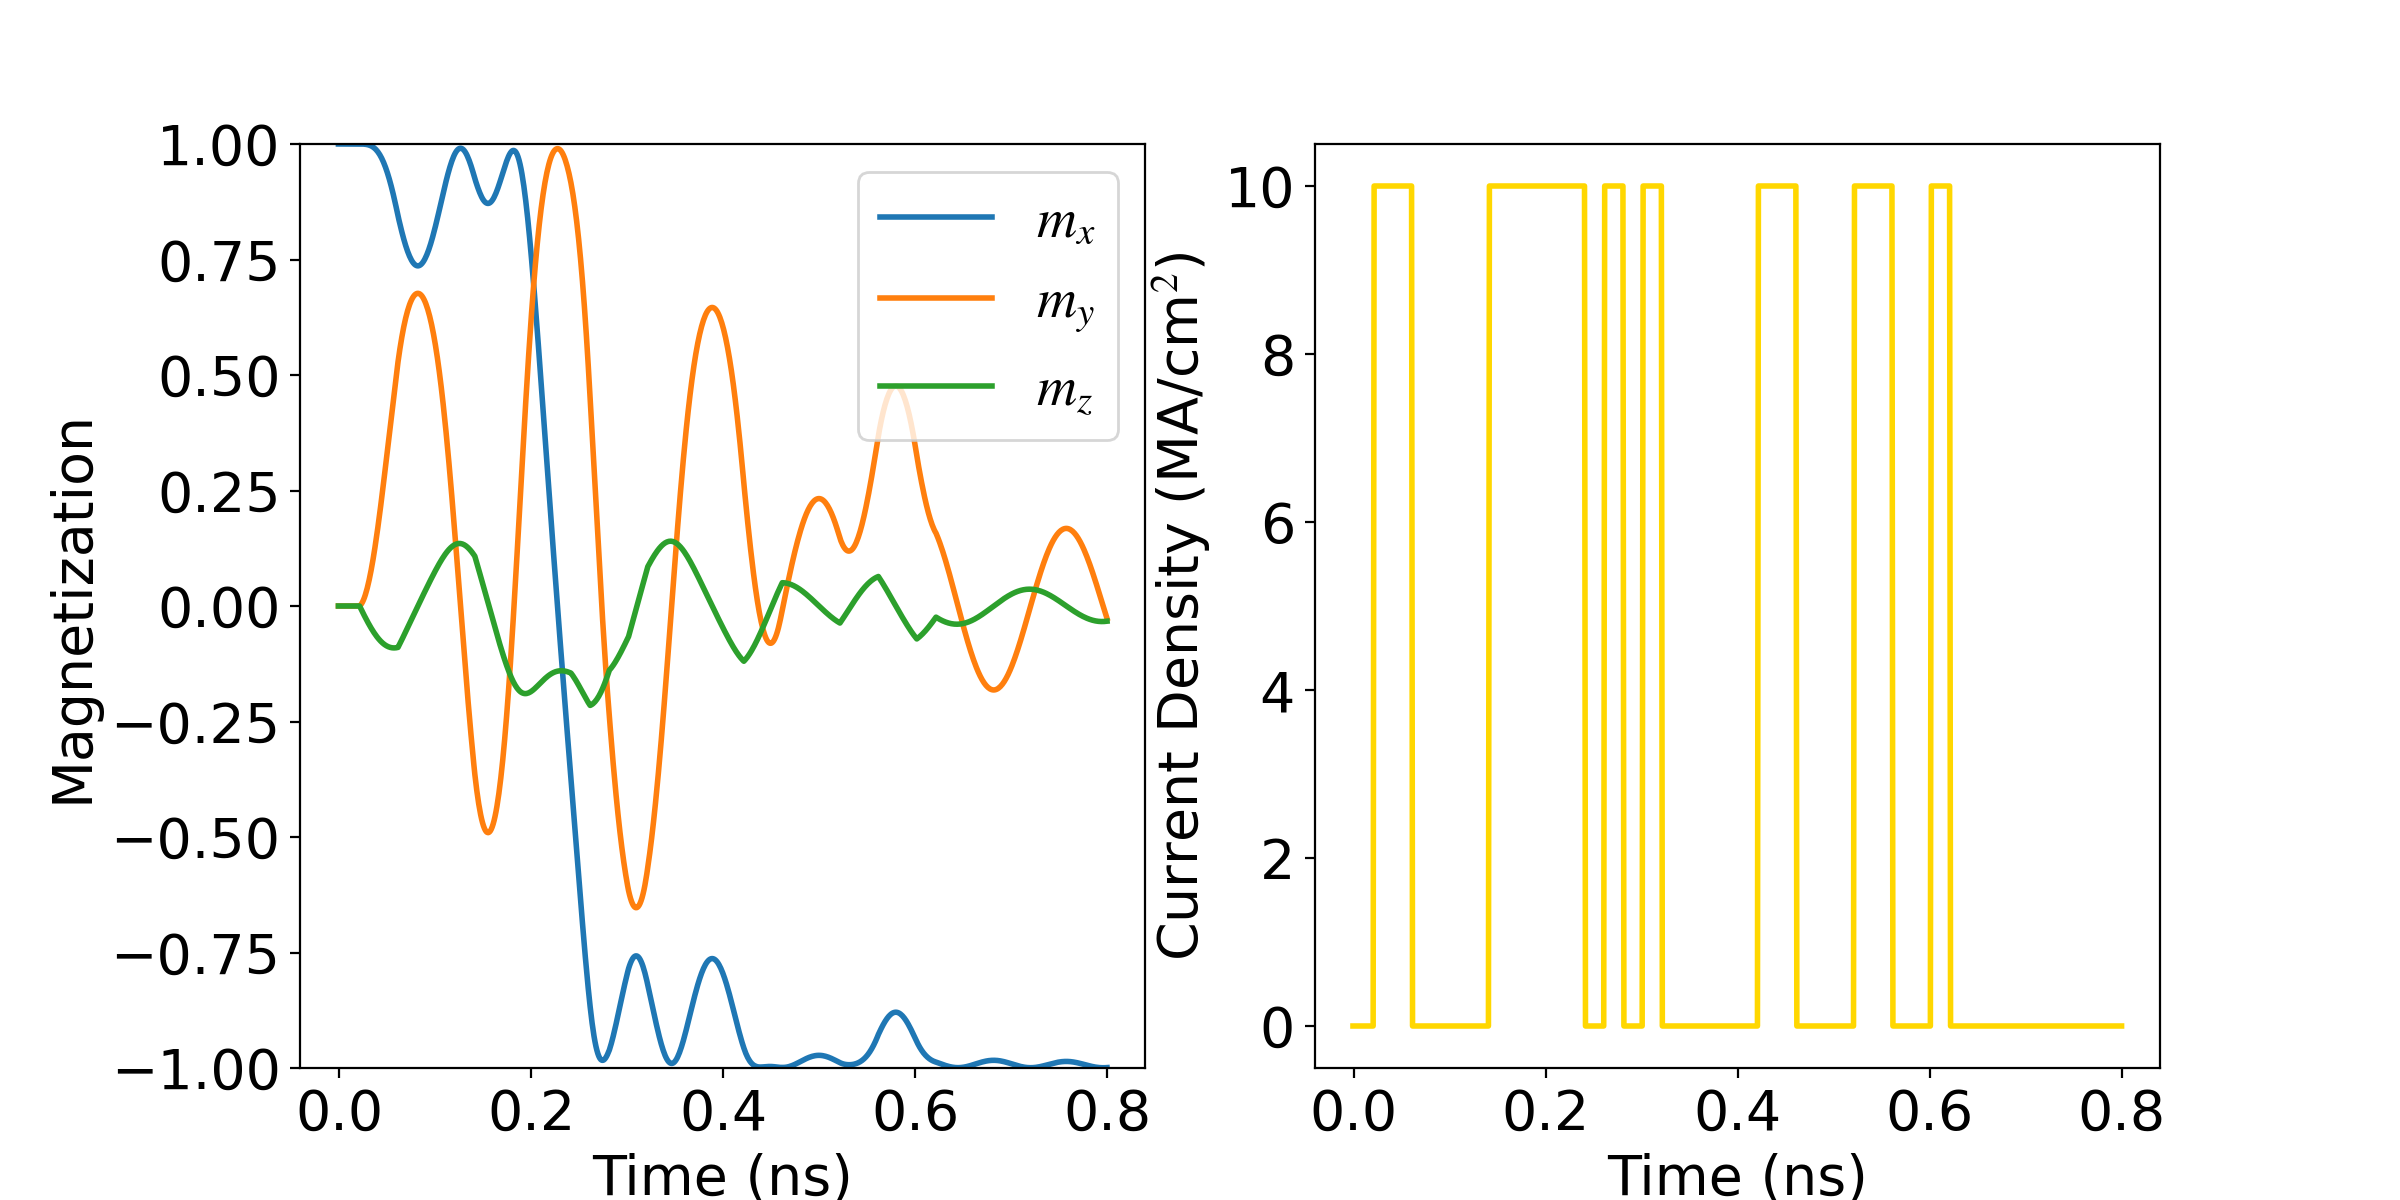 Magnetization
1.00
0.75
0.50
0.25
0.00
−0.25
−0.50
−0.75
−1.00
0.0 0.2 0.4 0.6 0.8
Time (ns)
m_x
m_y
m_z
Current Density (MA/cm²)
10
8
6
4
2
0
0.0 0.2 0.4 0.6 0.8
Time (ns)